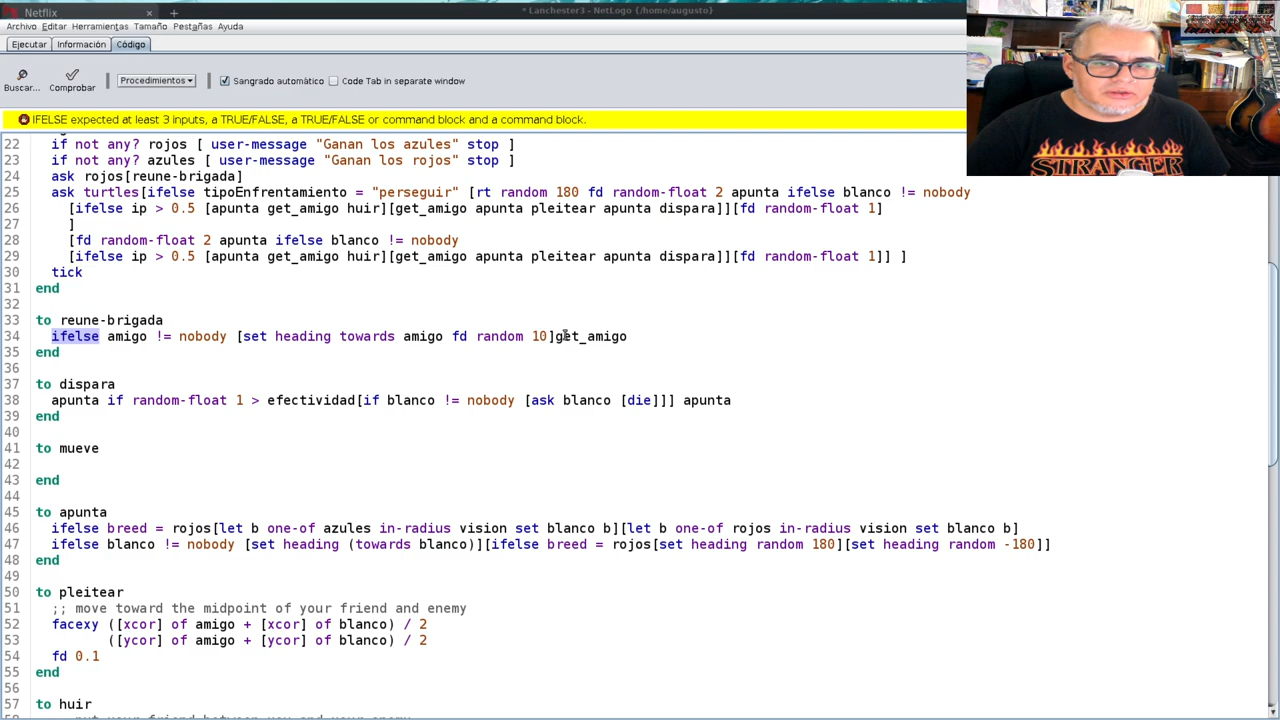 Netflix × +
* Lanchester3 - NetLogo {/home/augusto}
Archivo Editar Herramientas Tamaño Pestañas Ayuda
Ejecutar Información Código
Buscar... Comprobar Procedimientos Sangrado automático Code Tab in separate window
IFELSE expected at least 3 inputs, a TRUE/FALSE, a TRUE/FALSE or command block and a command block.
22 if not any? rojos [ user-message "Ganan los azules" stop ]
23 if not any? azules [ user-message "Ganan los rojos" stop ]
24 ask rojos[reune-brigada]
25 ask turtles[ifelse tipoEnfrentamiento = "perseguir" [rt random 180 fd random-float 2 apunta ifelse blanco != nobody
26 [ifelse ip > 0.5 [apunta get_amigo huir][get_amigo apunta pleitear apunta dispara]][fd random-float 1]
27 ]
28 [fd random-float 2 apunta ifelse blanco != nobody
29 [ifelse ip > 0.5 [apunta get_amigo huir][get_amigo apunta pleitear apunta dispara]][fd random-float 1]] ]
30 tick
31 end
32
33 to reune-brigada
34 ifelse amigo != nobody [set heading towards amigo fd random 10]get_amigo
35 end
36
37 to dispara
38 apunta if random-float 1 > efectividad[if blanco != nobody [ask blanco [die]]] apunta
39 end
40
41 to mueve
42
43 end
44
45 to apunta
46 ifelse breed = rojos[let b one-of azules in-radius vision set blanco b][let b one-of rojos in-radius vision set blanco b]
47 ifelse blanco != nobody [set heading (towards blanco)][ifelse breed = rojos[set heading random 180][set heading random -180]]
48 end
49
50 to pleitear
51 ;; move toward the midpoint of your friend and enemy
52 facexy ([xcor] of amigo + [xcor] of blanco) / 2
53 ([ycor] of amigo + [ycor] of blanco) / 2
54 fd 0.1
55 end
56
57 to huir
STRANGER